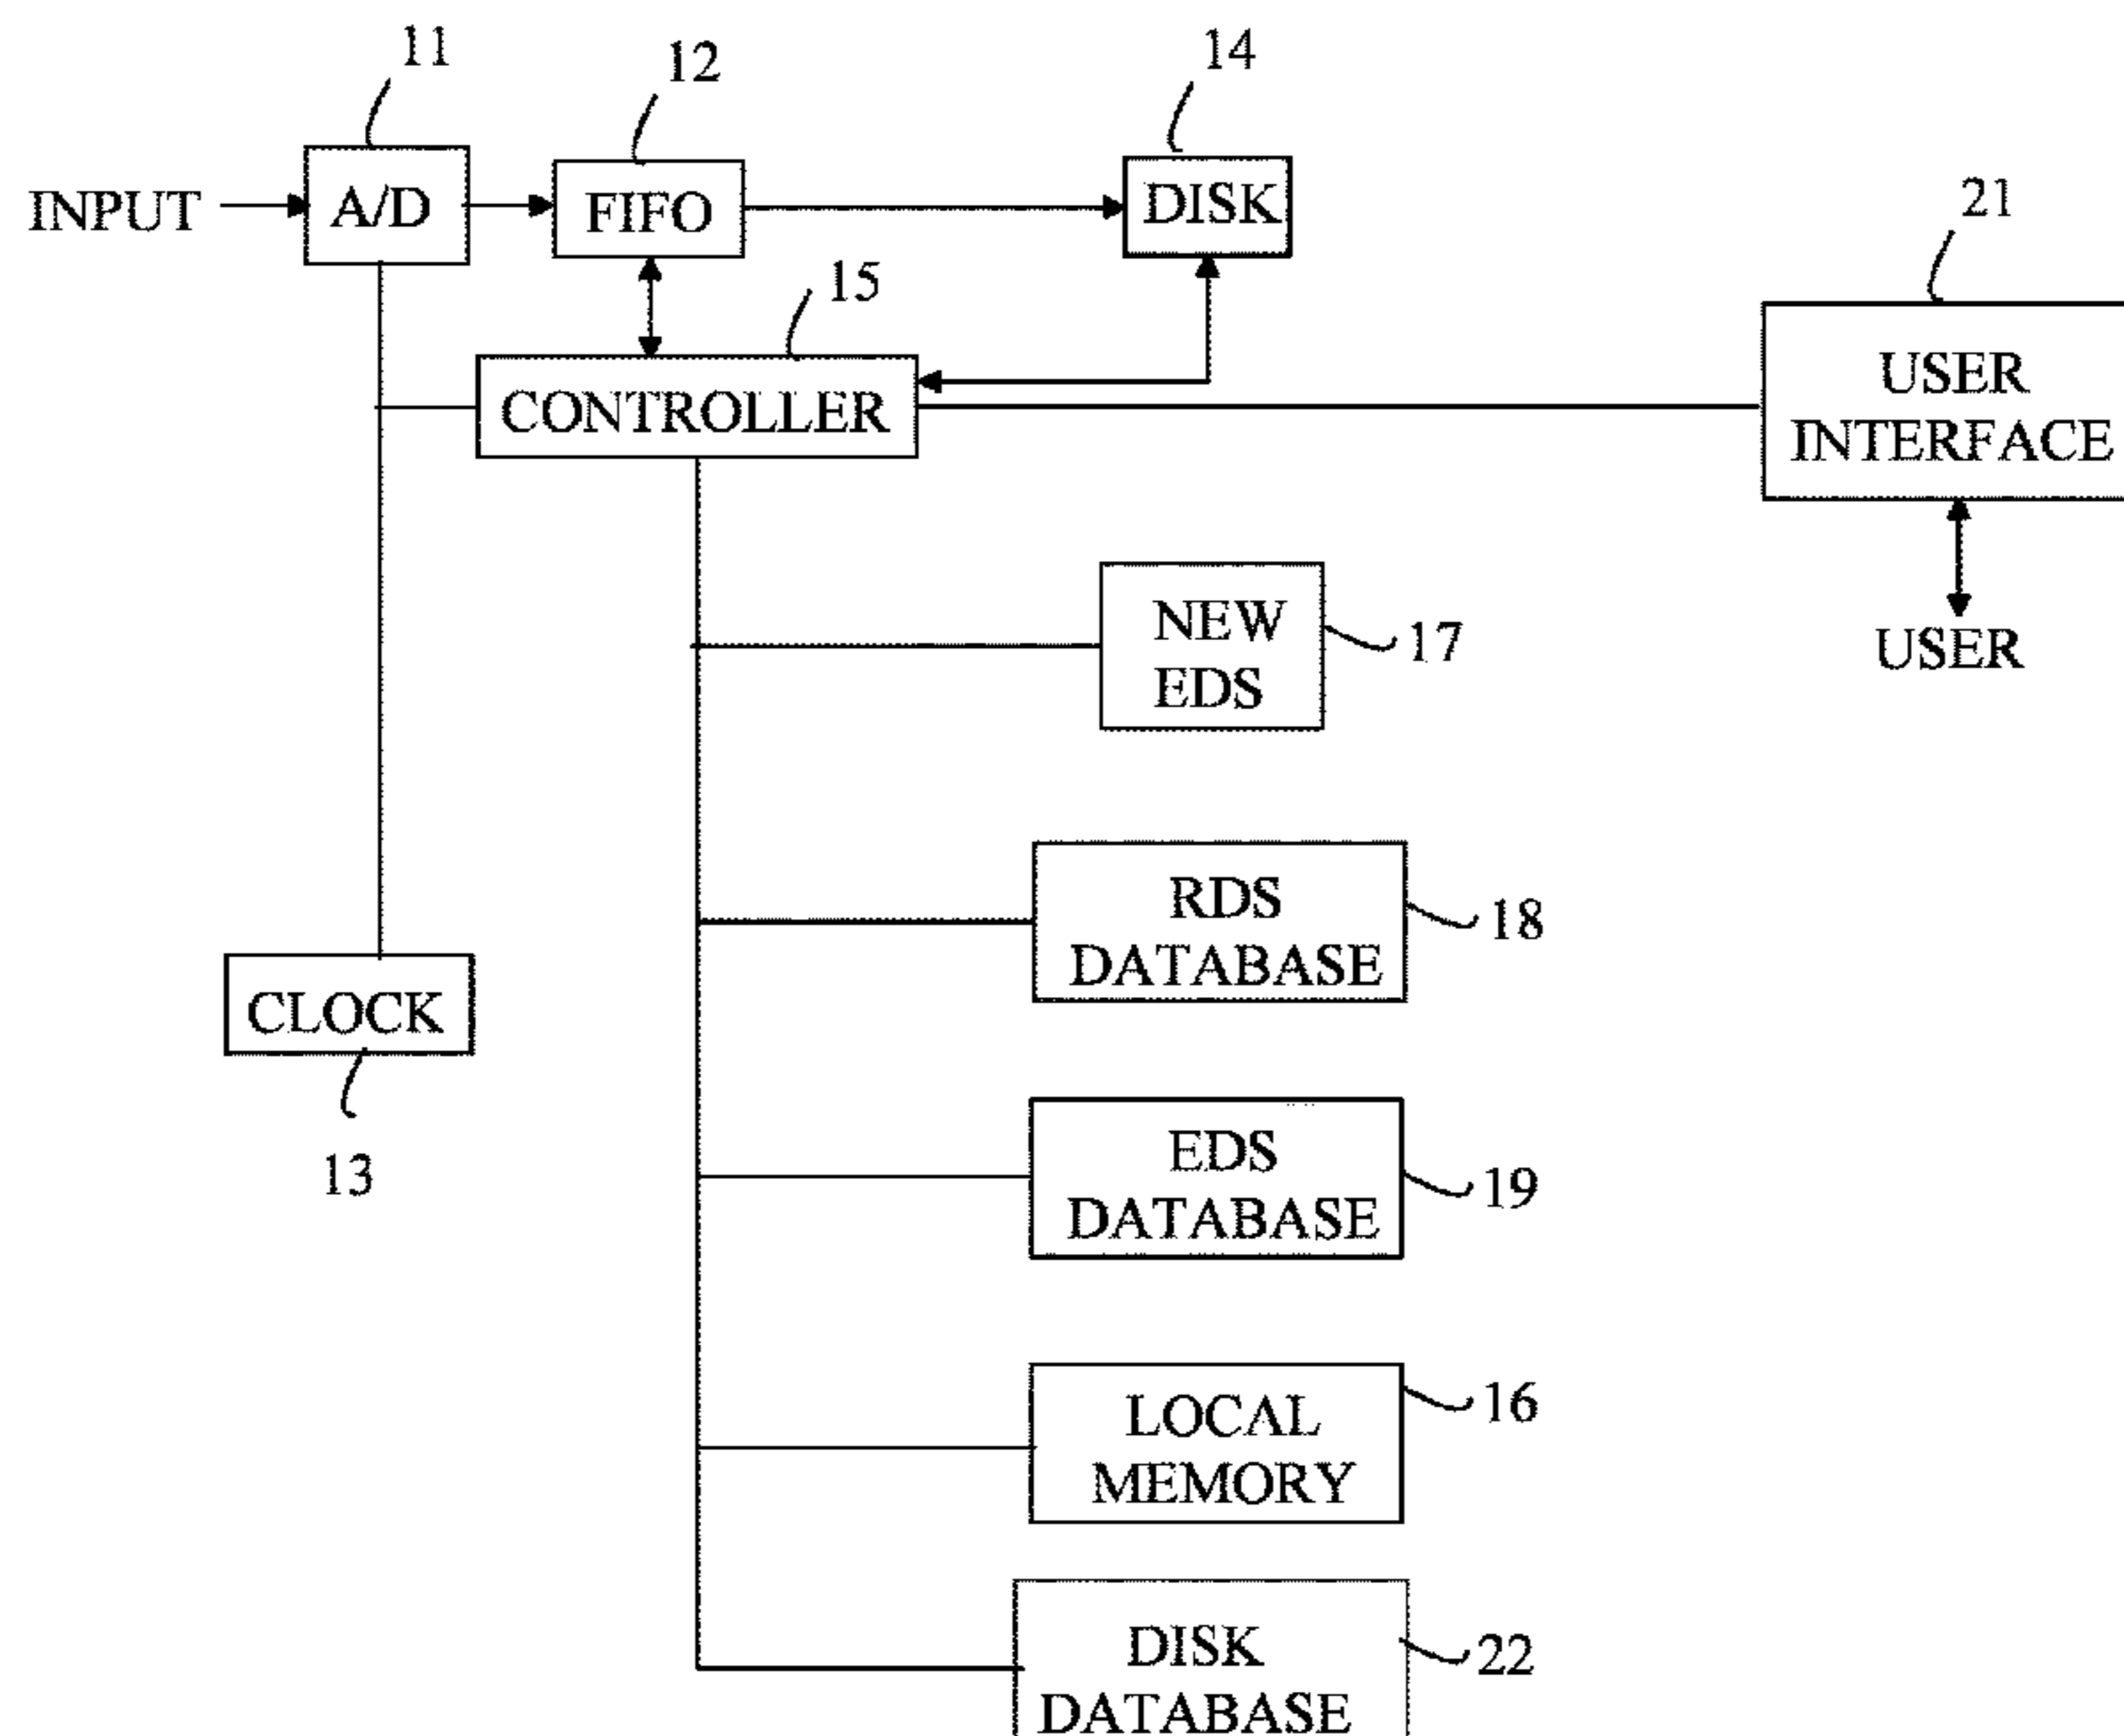 11
12
14
INPUT
A/D
FIFO
DISK
21
15
CONTROLLER
USER
INTERFACE
NEW
EDS
17
USER
RDS
DATABASE
18
CLOCK
13
EDS
DATABASE
19
LOCAL
MEMORY
16
DISK
DATABASE
22